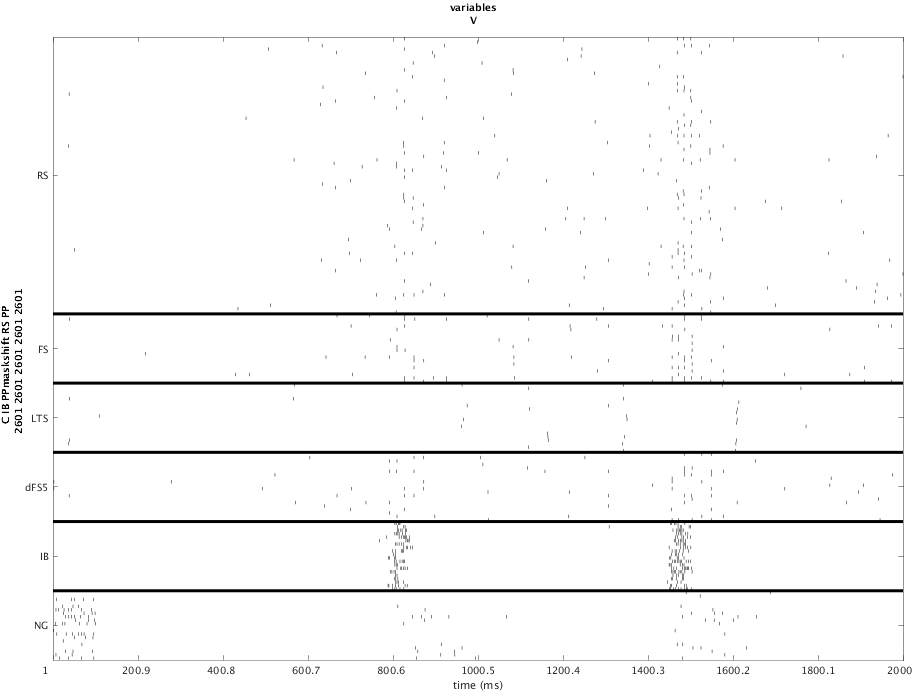 variables
V
C IB PPmaskshift RS PP
2601 2601 2601 2601 2601
RS
FS
LTS
dFS5
IB
NG
1 200.9 400.8 600.7 800.6 1000.5 1200.4 1400.3 1600.2 1800.1 2000
time (ms)